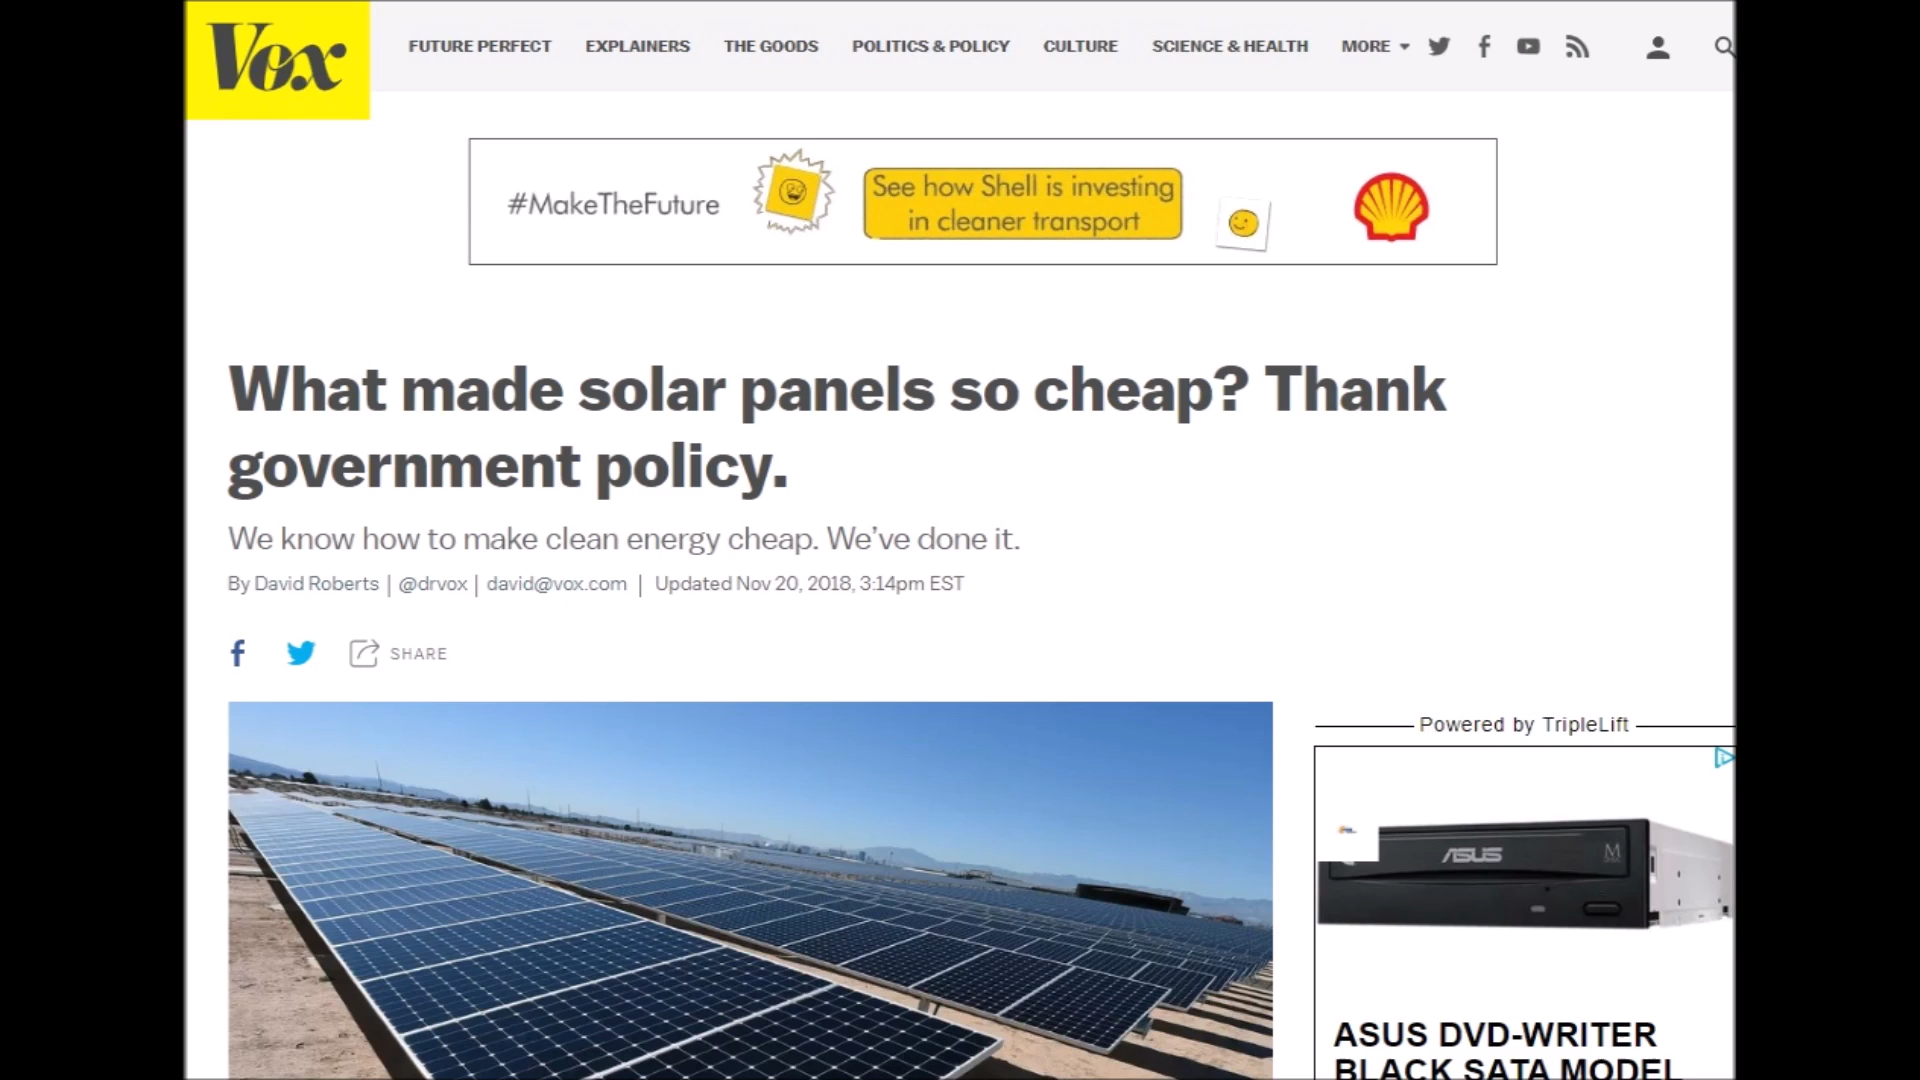 Vox
FUTURE PERFECT EXPLAINERS THE GOODS POLITICS & POLICY CULTURE SCIENCE & HEALTH MORE
#MakeTheFuture
See how Shell is investing
in cleaner transport
What made solar panels so cheap? Thank
government policy.
We know how to make clean energy cheap. We've done it.
By David Roberts | @drvox | david@vox.com | Updated Nov 20, 2018, 3:14pm EST
SHARE
Powered by TripleLift
ASUS
ASUS DVD-WRITER
BLACK SATA MODEL